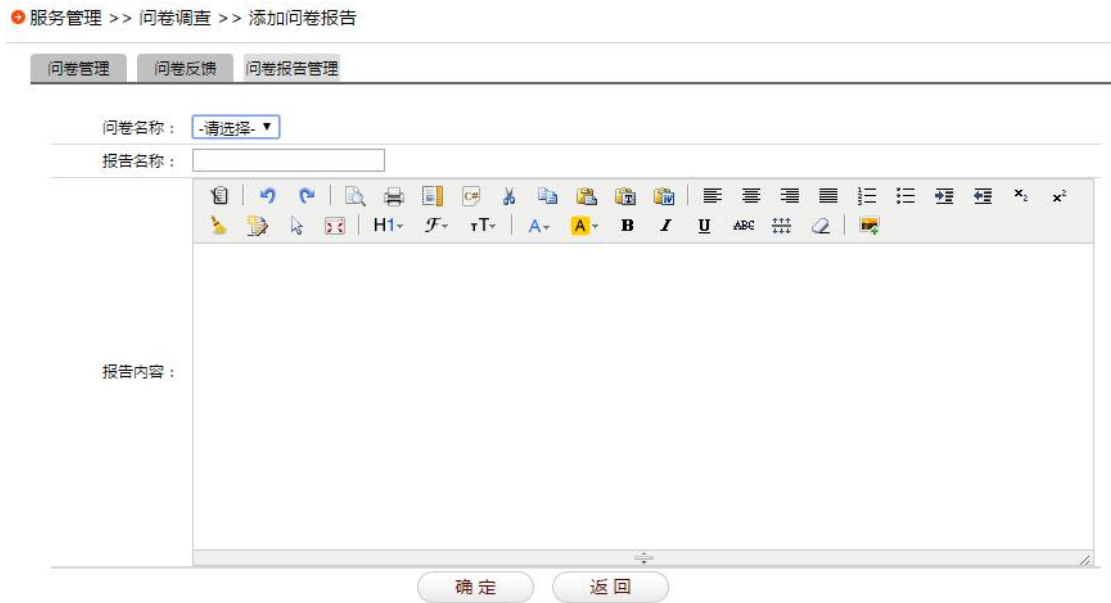 服务管理 >> 问卷调查 >> 添加问卷报告
问卷管理 问卷反馈 问卷报告管理
问卷名称： -请选择-
报告名称：
H1 F TT A A B I U ABC
报告内容：
确定 返回